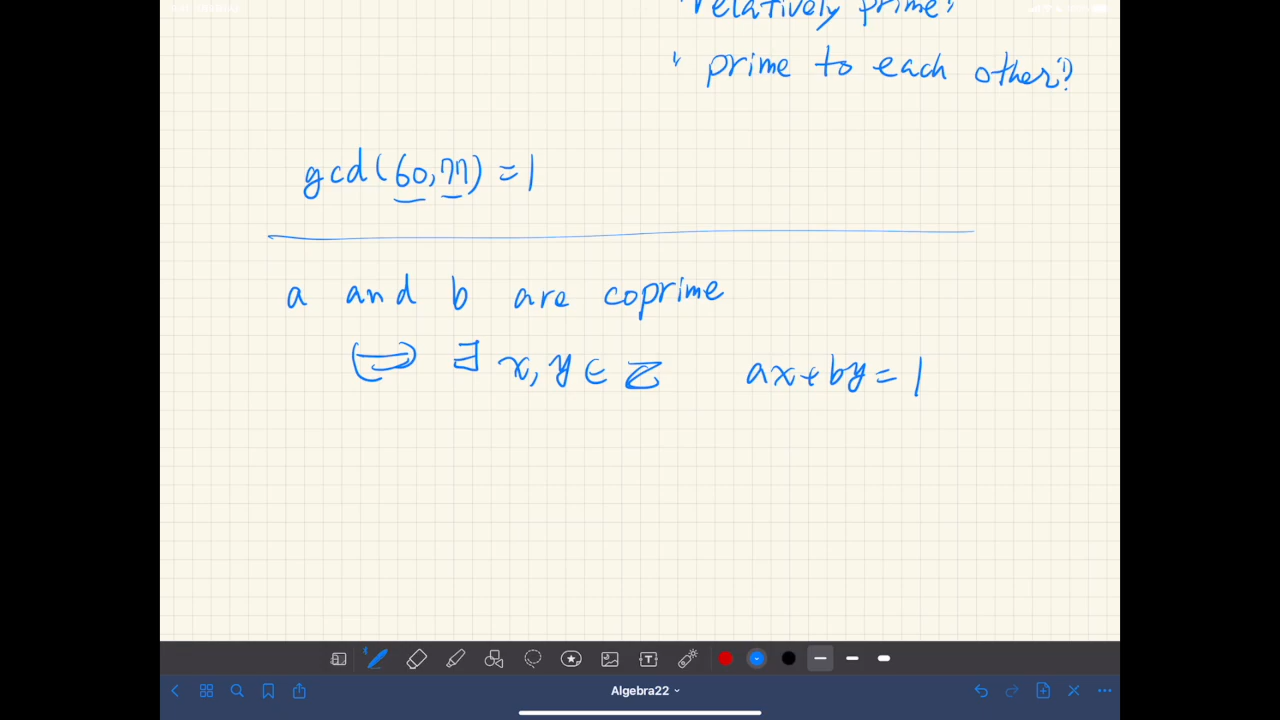 "relatively prime"
" prime to each other"
gcd(60,77) = 1
a and b are coprime
⟺ ∃ x, y ∈ ℤ ax + by = 1
Algebra22